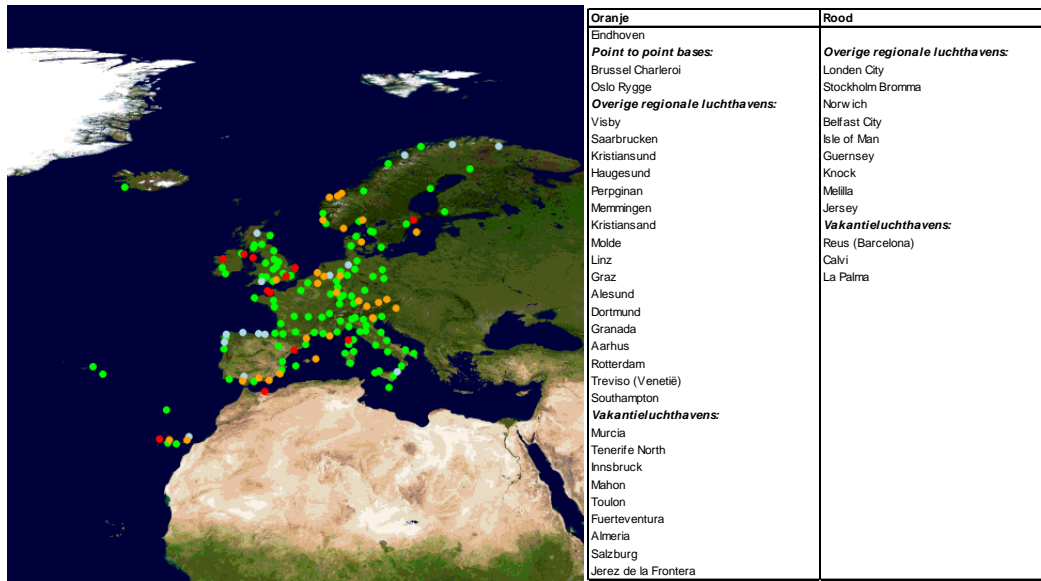 Oranje Rood
Eindhoven
Point to point bases: Overige regionale luchthavens:
Brussel Charleroi Londen City
Oslo Rygge Stockholm Bromma
Overige regionale luchthavens: Norwich
Visby Belfast City
Saarbrucken Isle of Man
Kristiansund Guernsey
Haugesund Knock
Perpginan Melilla
Memmingen Jersey
Kristiansand Vakantieluchthavens:
Molde Reus (Barcelona)
Linz Calvi
Graz La Palma
Alesund
Dortmund
Granada
Aarhus
Rotterdam
Treviso (Venetië)
Southampton
Vakantieluchthavens:
Murcia
Tenerife North
Innsbruck
Mahon
Toulon
Fuerteventura
Almeria
Salzburg
Jerez de la Frontera